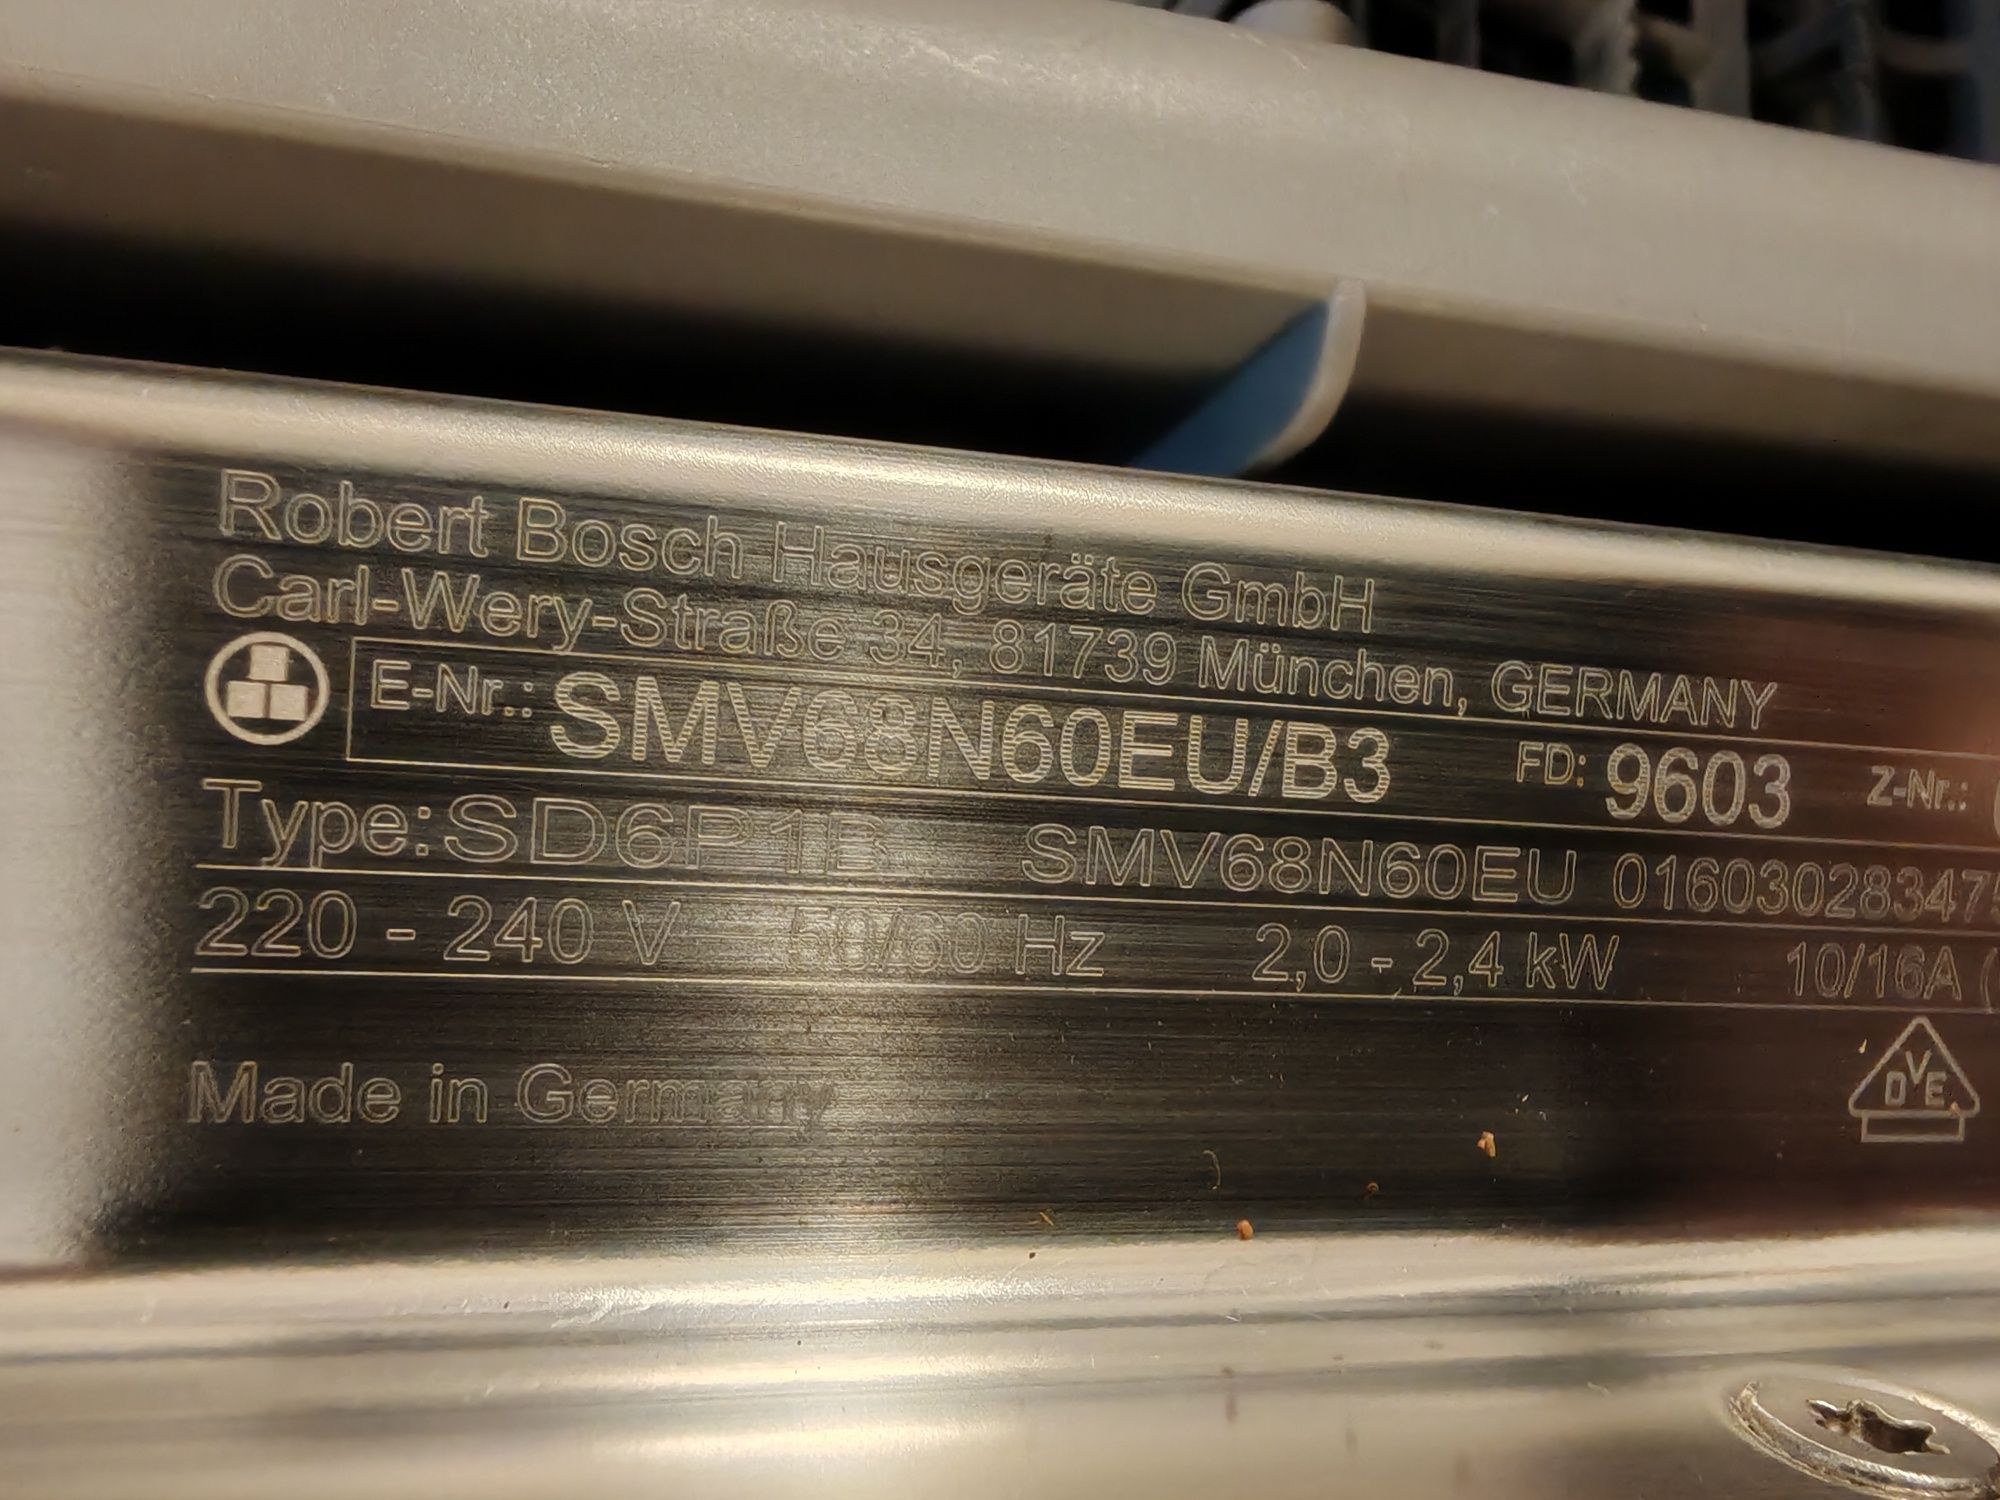 Robert Bosch Hausgeräte GmbH
Carl-Wery-Straße 34, 81739 München, GERMANY
E-Nr.: SMV68N60EU/B3 FD: 9603 Z-Nr.:
Type: SD6P1B SMV68N60EU 016030283475
220 - 240 V 50/60 Hz 2,0 - 2,4 kW 10/16A (
Made in Germany
DVE